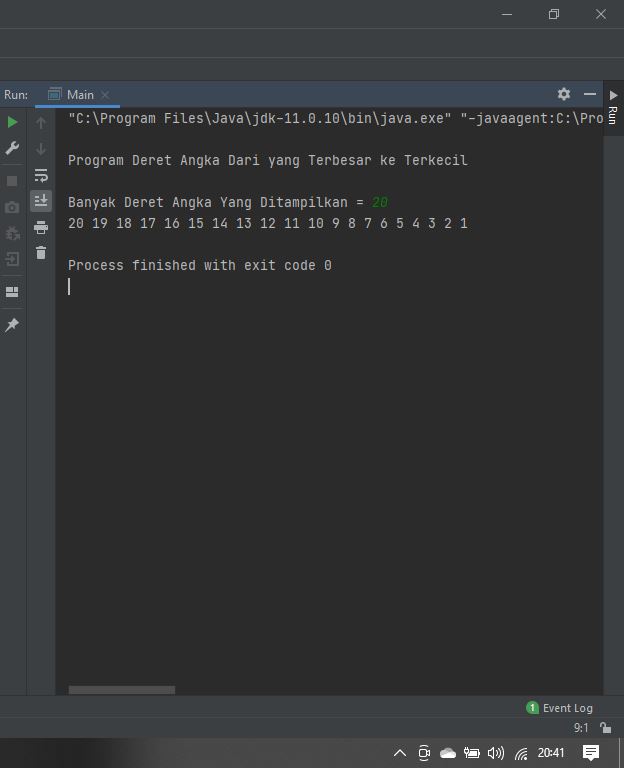 Run: Main
Run
"C:\Program Files\Java\jdk-11.0.10\bin\java.exe" "-javaagent:C:\Pro
Program Deret Angka Dari yang Terbesar ke Terkecil
Banyak Deret Angka Yang Ditampilkan = 20
20 19 18 17 16 15 14 13 12 11 10 9 8 7 6 5 4 3 2 1
Process finished with exit code 0
1 Event Log
9:1
20:41